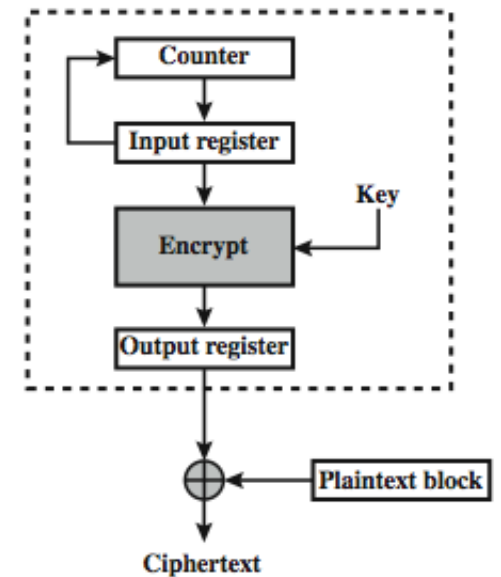 Counter
Input register
Key
Encrypt
Output register
Plaintext block
Ciphertext